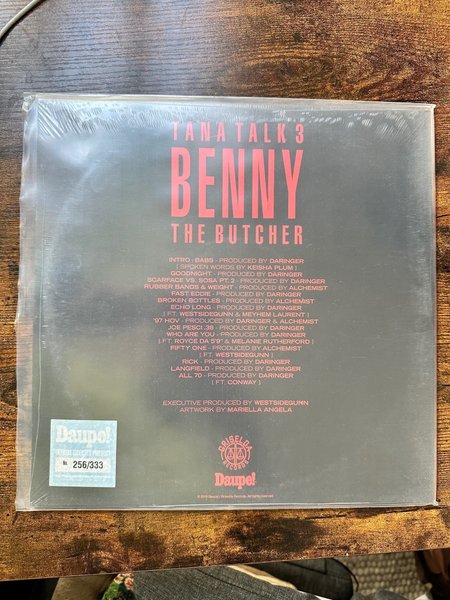 TANA TALK 3
BENNY
THE BUTCHER
INTRO : BABS - PRODUCED BY DARINGER
[ SPOKEN WORDS BY KEISHA PLUM ]
GOODNIGHT - PRODUCED BY DARINGER
SCARFACE VS. SOSA PT. 2 - PRODUCED BY DARINGER
RUBBER BANDS & WEIGHT - PRODUCED BY ALCHEMIST
FAST EDDIE - PRODUCED BY DARINGER
BROKEN BOTTLES - PRODUCED BY ALCHEMIST
ECHO LONG - PRODUCED BY DARINGER
[ FT. WESTSIDEGUNN & MEYHEM LAURENT ]
'97 HOV - PRODUCED BY DARINGER & ALCHEMIST
JOE PESCI .38 - PRODUCED BY DARINGER
WHO ARE YOU - PRODUCED BY DARINGER
[ FT. ROYCE DA 5'9" & MELANIE RUTHERFORD ]
FIFTY ONE - PRODUCED BY ALCHEMIST
[ FT. WESTSIDEGUNN ]
RICK - PRODUCED BY DARINGER
LANGFIELD - PRODUCED BY DARINGER
ALL 70 - PRODUCED BY DARINGER
[ FT. CONWAY ]
EXECUTIVE PRODUCED BY WESTSIDEGUNN
ARTWORK BY MARIELLA ANGELA
Daupe!
№ 256/333
GRISELDA
RECORDS
Daupe!